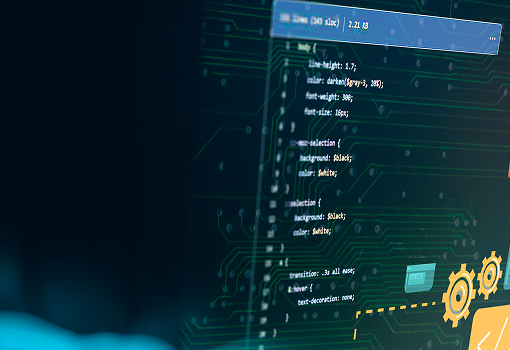 lines (143 sloc) | 2.21 KB
...
1 body {
line-height: 1.7;
color: darken($gray-3, 20%);
font-weight: 300;
font-size: 16px;
}
::-moz-selection {
background: $black;
color: $white;
}
::selection {
background: $black;
color: $white;
}
a {
transition: .3s all ease;
&:hover {
text-decoration: none;
}
}
</>